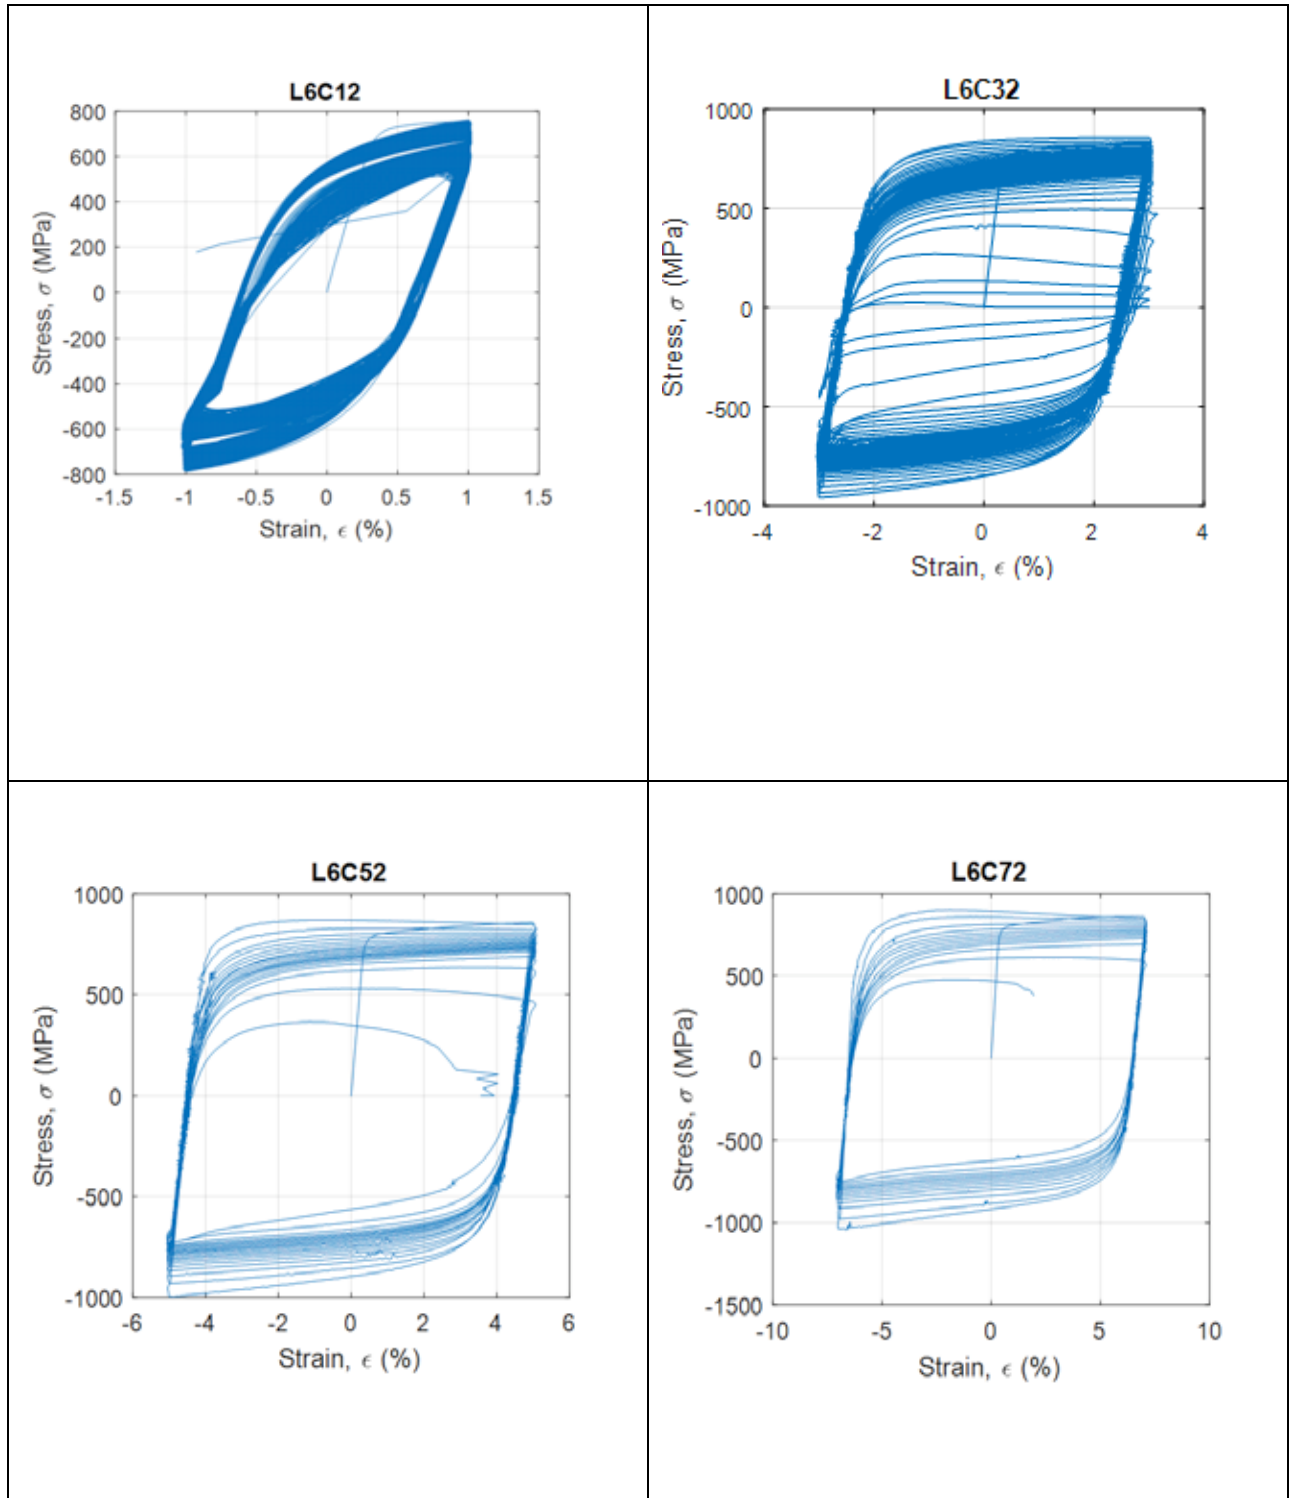 L6C12
800
600
400
200
0
-200
-400
-600
-800
-1.5 -1 -0.5 0 0.5 1 1.5
Strain, ϵ (%)
Stress, σ (MPa)
L6C32
1000
500
0
-500
-1000
-4 -2 0 2 4
Strain, ϵ (%)
Stress, σ (MPa)
L6C52
1000
500
0
-500
-1000
-6 -4 -2 0 2 4 6
Strain, ϵ (%)
Stress, σ (MPa)
L6C72
1000
500
0
-500
-1000
-1500
-10 -5 0 5 10
Strain, ϵ (%)
Stress, σ (MPa)